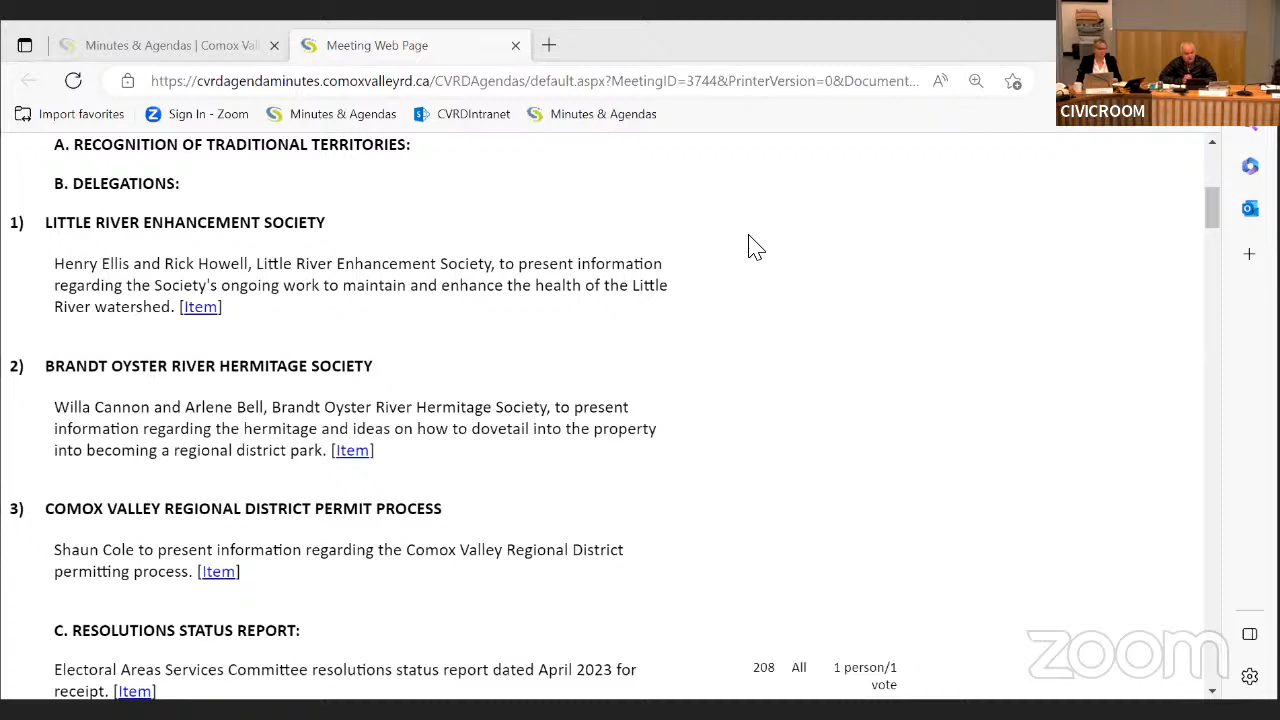 Minutes & Agendas | Comox Val
Meeting Web Page
https://cvrdagendaminutes.comoxvalleyrd.ca/CVRDAgendas/default.aspx?MeetingID=3744&PrinterVersion=0&Document...
CIVICROOM
Import favorites
Sign In - Zoom
Minutes & Agendas
CVRDIntranet
Minutes & Agendas
A. RECOGNITION OF TRADITIONAL TERRITORIES:
B. DELEGATIONS:
1) LITTLE RIVER ENHANCEMENT SOCIETY
Henry Ellis and Rick Howell, Little River Enhancement Society, to present information
regarding the Society's ongoing work to maintain and enhance the health of the Little
River watershed. [Item]
2) BRANDT OYSTER RIVER HERMITAGE SOCIETY
Willa Cannon and Arlene Bell, Brandt Oyster River Hermitage Society, to present
information regarding the hermitage and ideas on how to dovetail into the property
into becoming a regional district park. [Item]
3) COMOX VALLEY REGIONAL DISTRICT PERMIT PROCESS
Shaun Cole to present information regarding the Comox Valley Regional District
permitting process. [Item]
C. RESOLUTIONS STATUS REPORT:
Electoral Areas Services Committee resolutions status report dated April 2023 for
receipt. [Item]
208 All 1 person/1
vote
zoom